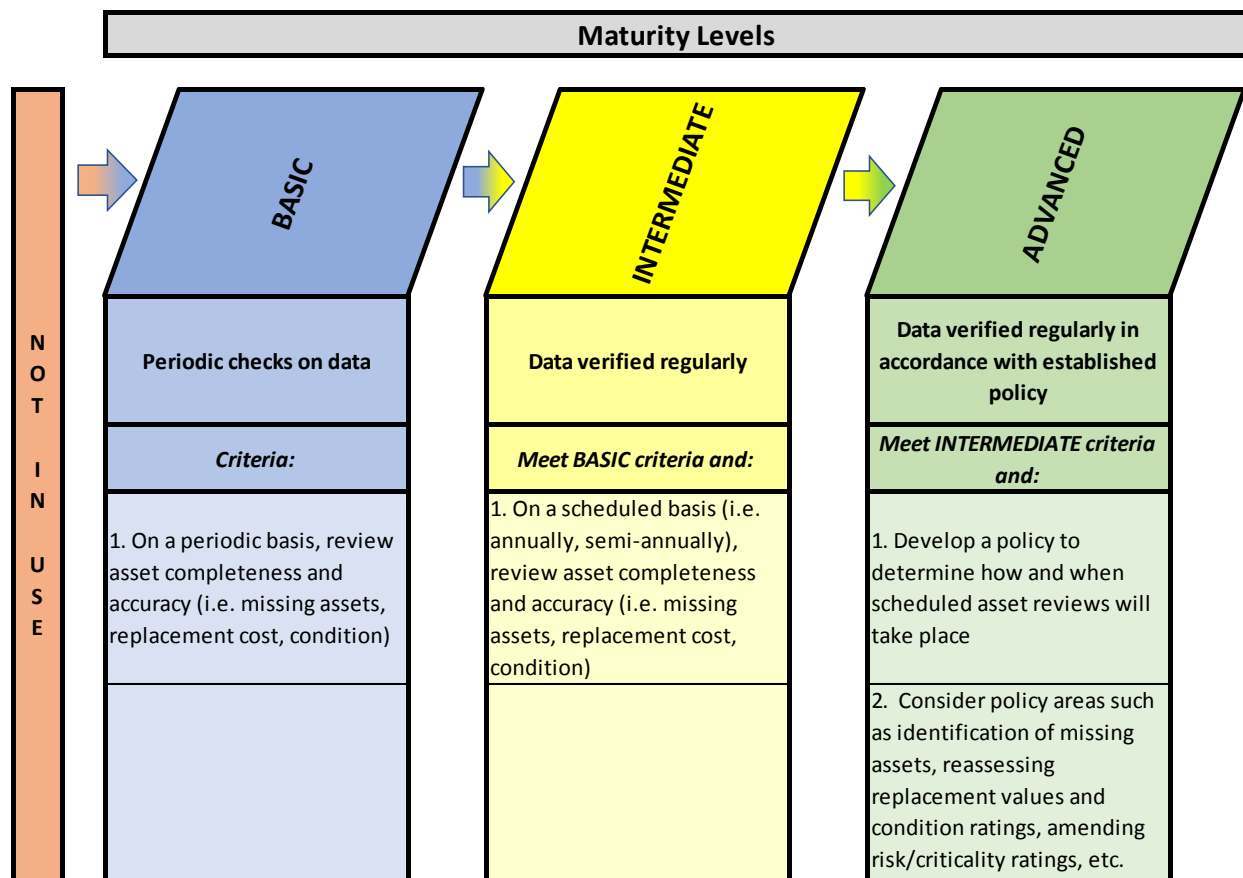 Maturity Levels
NOT IN USE
BASIC
INTERMEDIATE
ADVANCED
Periodic checks on data
Data verified regularly
Data verified regularly in
accordance with established
policy
Criteria:
Meet BASIC criteria and:
Meet INTERMEDIATE criteria
and:
1. On a periodic basis, review
asset completeness and
accuracy (i.e. missing assets,
replacement cost, condition)
1. On a scheduled basis (i.e.
annually, semi-annually),
review asset completeness
and accuracy (i.e. missing
assets, replacement cost,
condition)
1. Develop a policy to
determine how and when
scheduled asset reviews will
take place
2.  Consider policy areas such
as identification of missing
assets, reassessing
replacement values and
condition ratings, amending
risk/criticality ratings, etc.